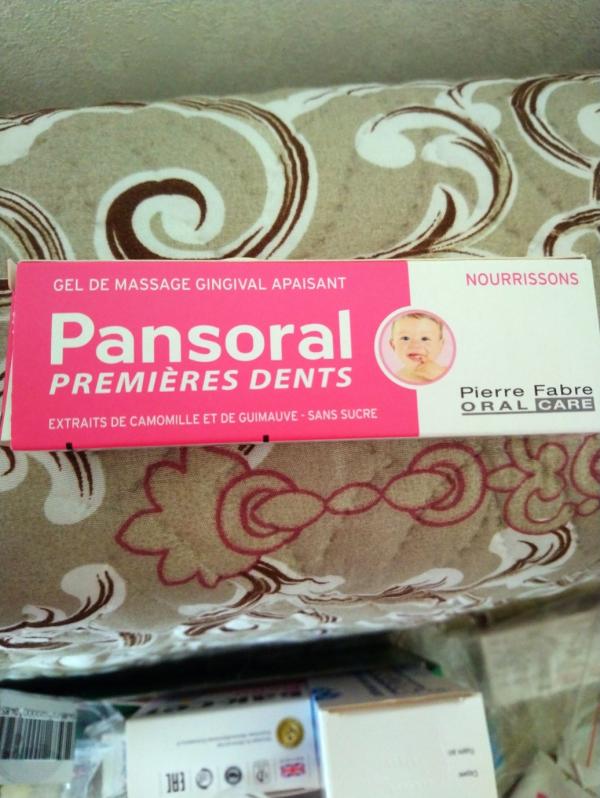 GEL DE MASSAGE GINGIVAL APAISANT
NOURRISSONS
Pansoral
PREMIÈRES DENTS
EXTRAITS DE CAMOMILLE ET DE GUIMAUVE - SANS SUCRE
Pierre Fabre
ORAL CARE
EAC